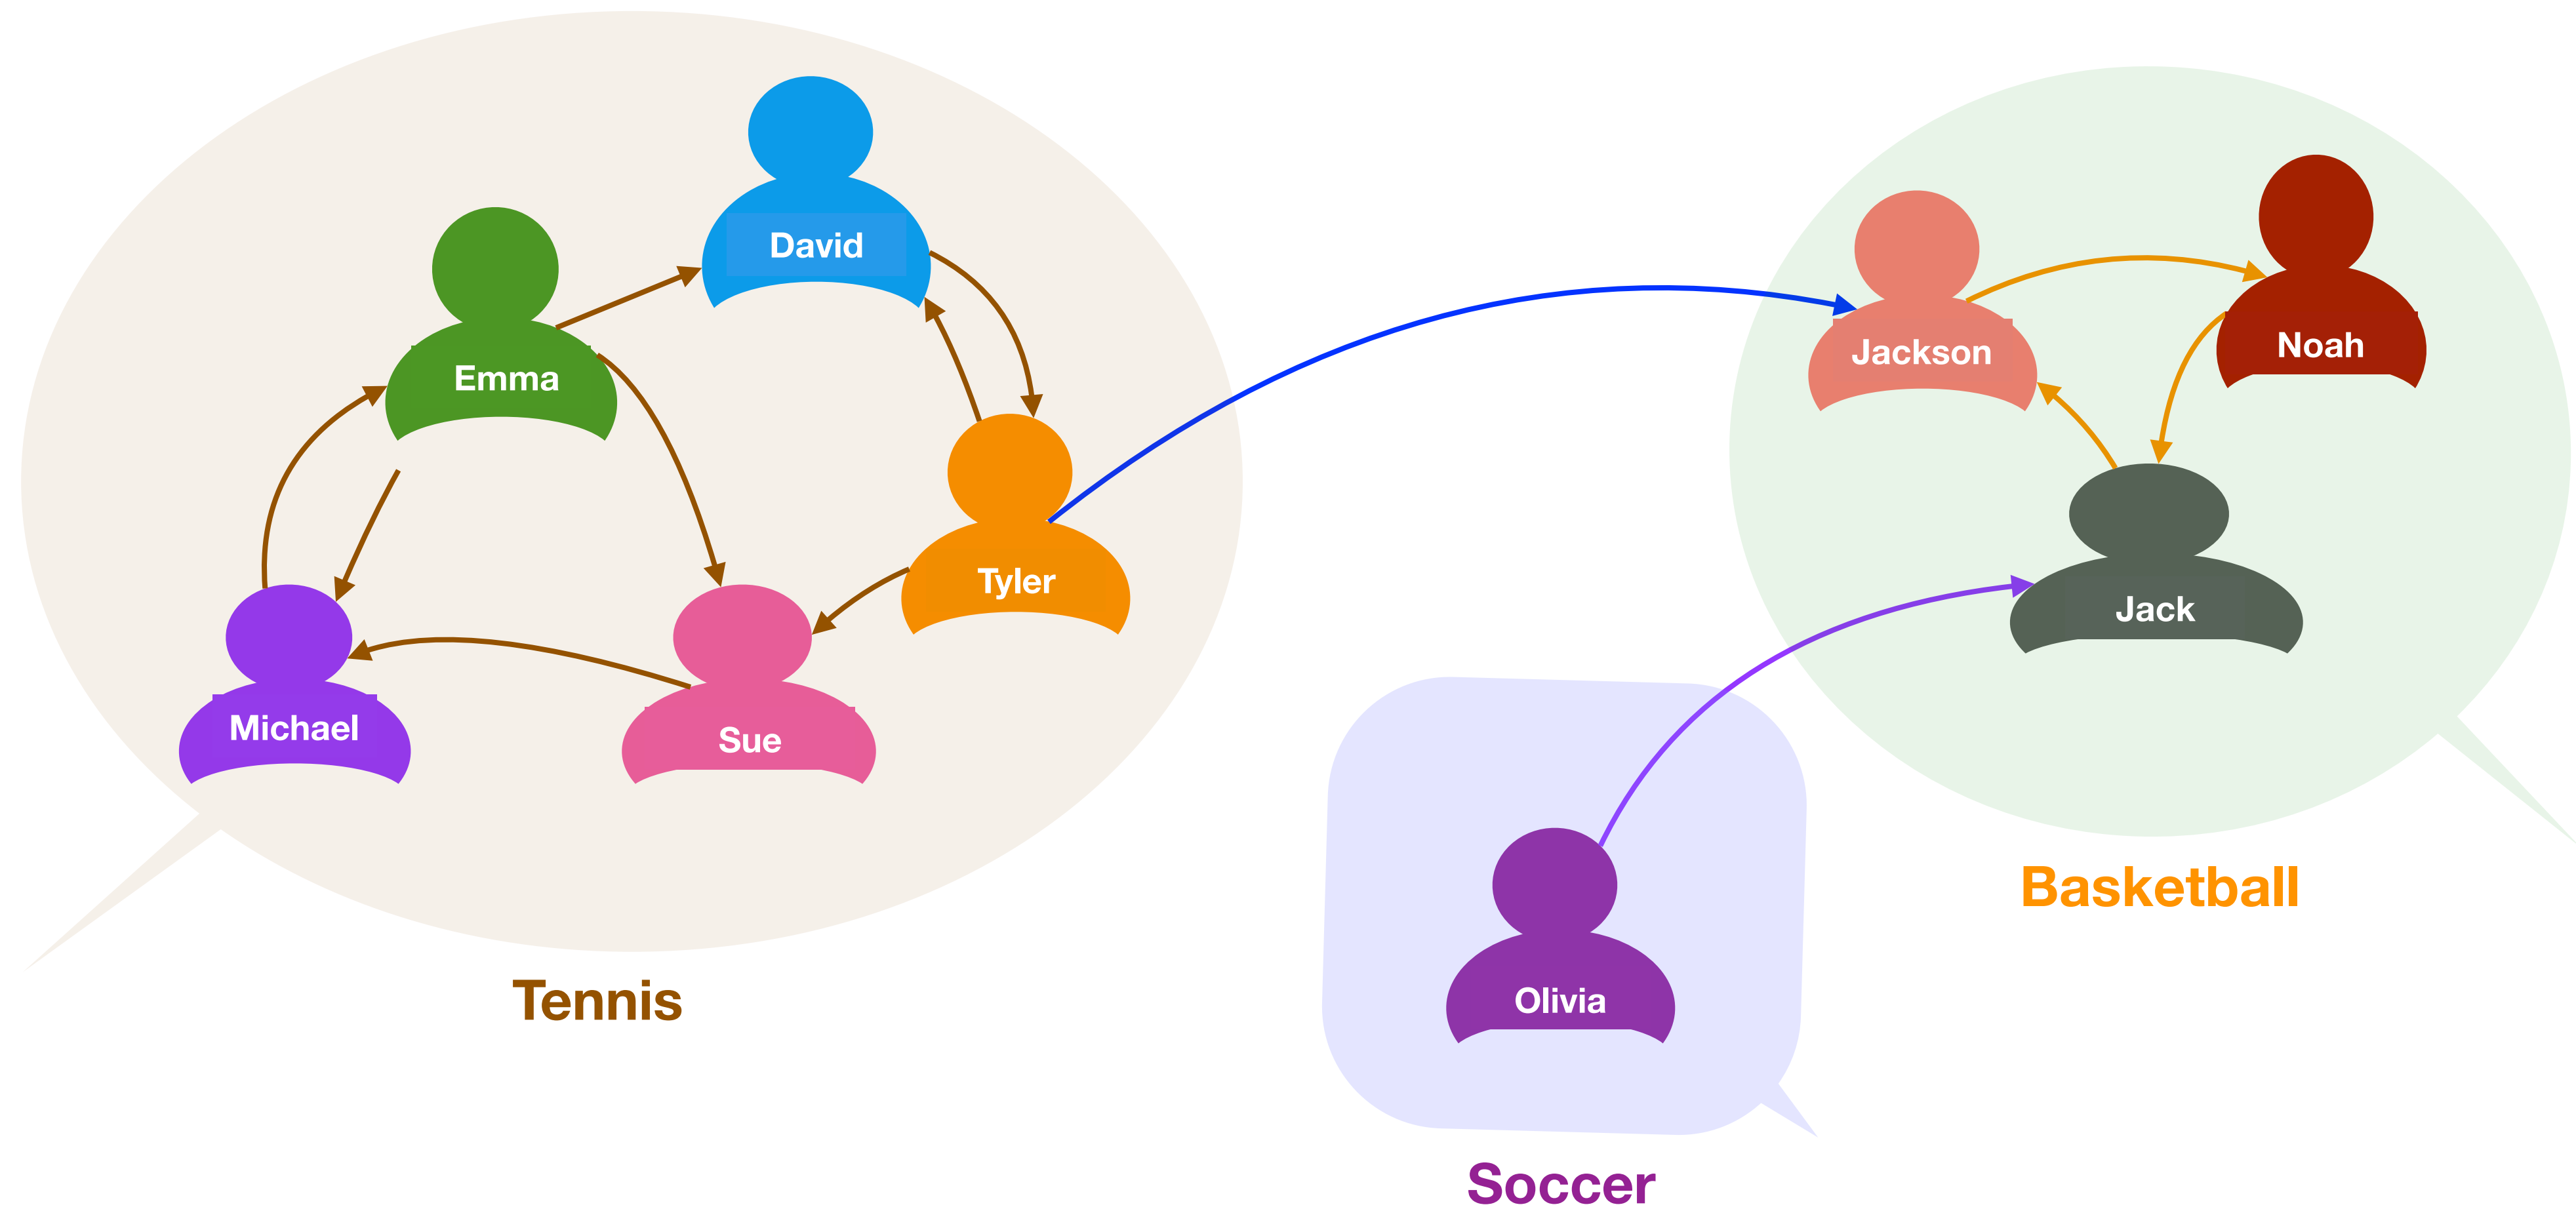 David
Emma
Jackson
Noah
Tyler
Jack
Michael
Sue
Basketball
Olivia
Tennis
Soccer